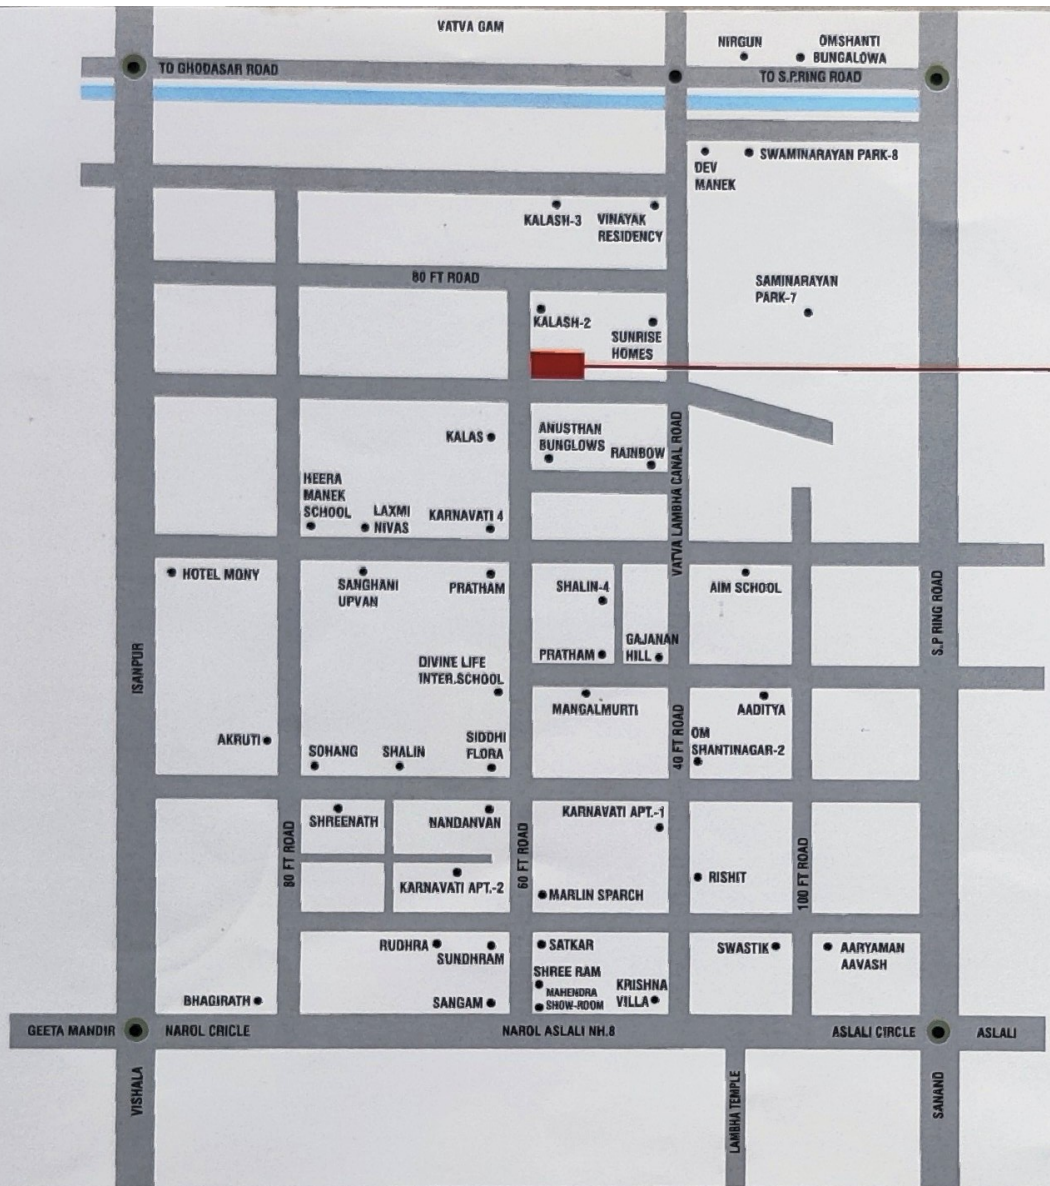 VATVA GAM
NIRGUN
OMSHANTI
BUNGALOWA
TO GHODASAR ROAD
TO S.P.RING ROAD
DEV
MANEK
SWAMINARAYAN PARK-8
KALASH-3
VINAYAK
RESIDENCY
80 FT ROAD
SAMINARAYAN
PARK-7
KALASH-2
SUNRISE
HOMES
KALAS
ANUSTHAN
BUNGLOWS
RAINBOW
VATVA LAMBHA CANAL ROAD
HEERA
MANEK
SCHOOL
LAXMI
NIVAS
KARNAVATI 4
HOTEL MONY
SANGHANI
UPVAN
PRATHAM
SHALIN-4
AIM SCHOOL
S.P RING ROAD
ISANPUR
DIVINE LIFE
INTER.SCHOOL
PRATHAM
GAJANAN
HILL
MANGALMURTI
AADITYA
40 FT ROAD
OM
SHANTINAGAR-2
AKRUTI
SOHANG
SHALIN
SIDDHI
FLORA
SHREENATH
NANDANVAN
KARNAVATI APT.-1
80 FT ROAD
60 FT ROAD
100 FT ROAD
KARNAVATI APT.-2
MARLIN SPARCH
RISHIT
RUDHRA
SUNDHRAM
SATKAR
SWASTIK
AARYAMAN
AAVASH
BHAGIRATH
SANGAM
SHREE RAM
MAHENDRA
SHOW-ROOM
KRISHNA
VILLA
GEETA MANDIR
NAROL CRICLE
NAROL ASLALI NH.8
ASLALI CIRCLE
ASLALI
VISHALA
LAMBHA TEMPLE
SANAND